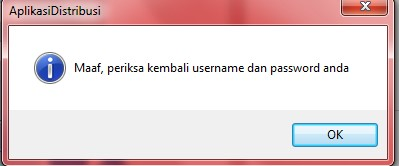 AplikasiDistribusi
Maaf, periksa kembali username dan password anda
OK